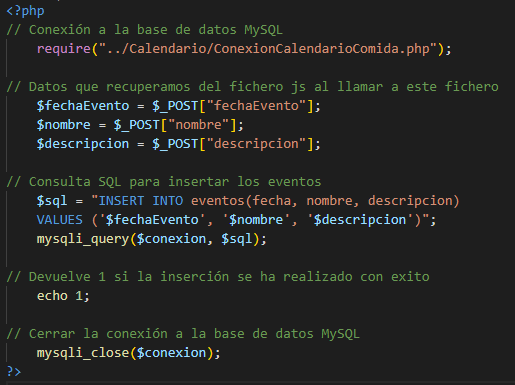 <?php
// Conexión a la base de datos MySQL
require("../Calendario/ConexionCalendarioComida.php");
// Datos que recuperamos del fichero js al llamar a este fichero
$fechaEvento = $_POST["fechaEvento"];
$nombre = $_POST["nombre"];
$descripcion = $_POST["descripcion"];
// Consulta SQL para insertar los eventos
$sql = "INSERT INTO eventos(fecha, nombre, descripcion)
VALUES ('$fechaEvento', '$nombre', '$descripcion')";
mysqli_query($conexion, $sql);
// Devuelve 1 si la inserción se ha realizado con exito
echo 1;
// Cerrar la conexión a la base de datos MySQL
mysqli_close($conexion);
?>